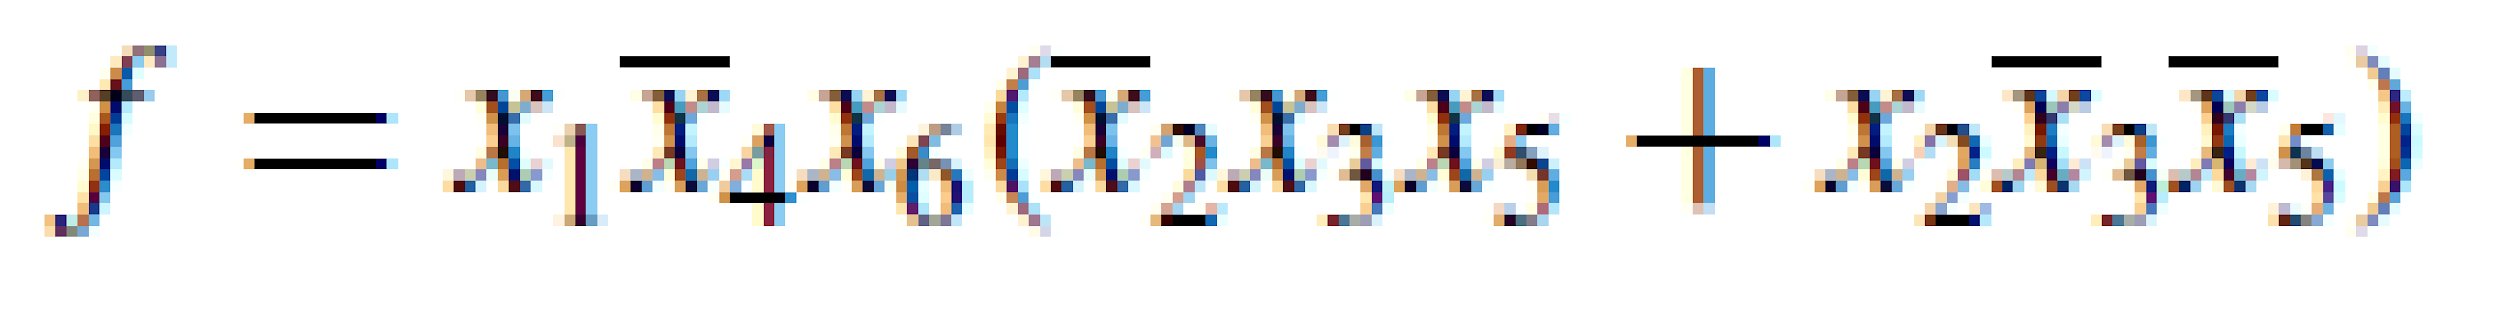 f = x₁x̄₄x₆(x̄₂x₃x₅ + x₂x̄₃x̄₅)